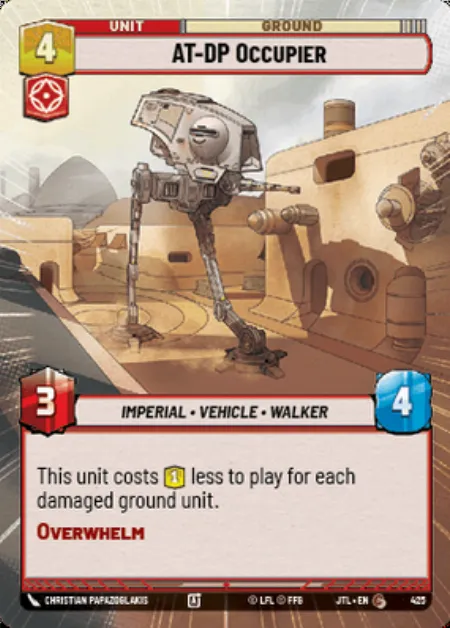 UNIT GROUND
4 AT-DP OCCUPIER
3 IMPERIAL • VEHICLE • WALKER 4
This unit costs 1 less to play for each
damaged ground unit.
OVERWHELM
CHRISTIAN PAPAZOGLAKIS © LFL © FFG JTL • EN 425